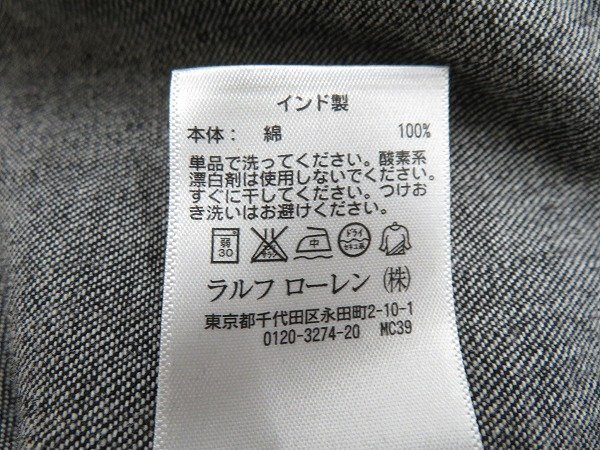 インド製
本体: 綿 100%
単品で洗ってください。酸素系
漂白剤は使用しないでください。
すぐに干してください。つけお
き洗いはお避けください。
弱 30 中 ドライ
ラルフ ローレン ㈱
東京都千代田区永田町2-10-1
0120-3274-20 MC39